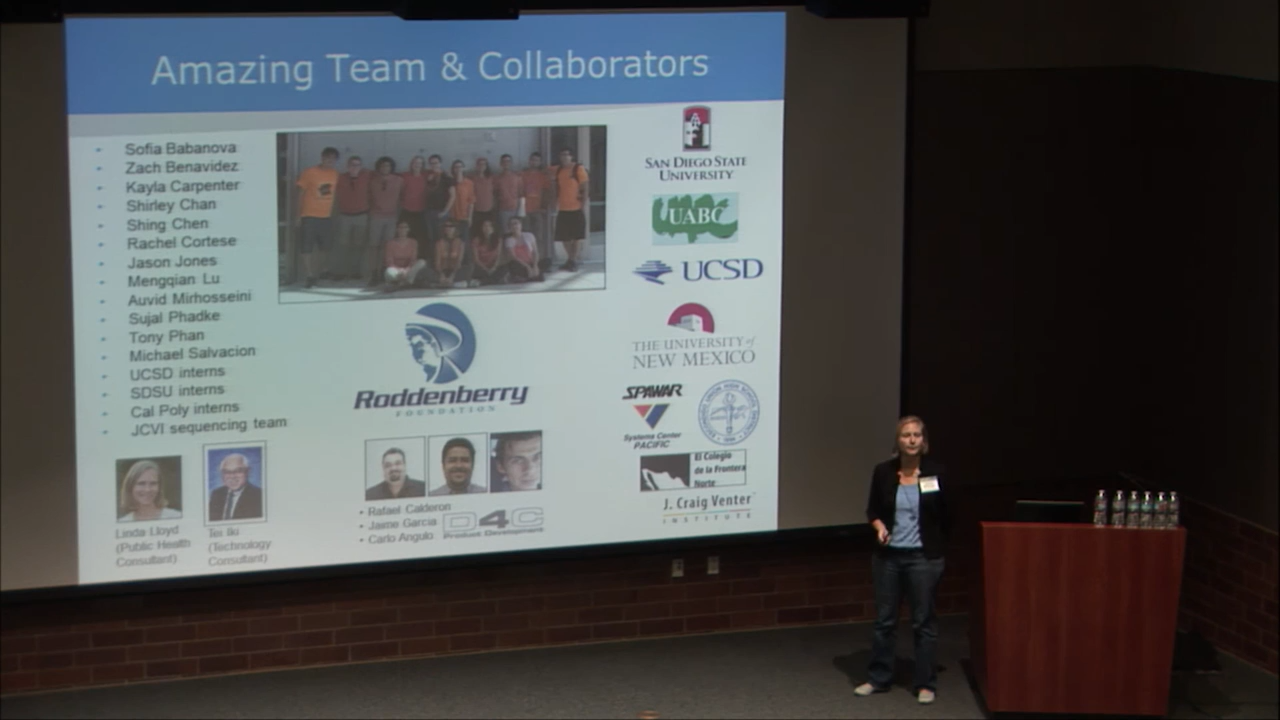 Amazing Team & Collaborators
Sofia Babanova
Zach Benavidez
Kayla Carpenter
Shirley Chan
Shing Chen
Rachel Cortese
Jason Jones
Mengqian Lu
Auvid Mirhosseini
Sujal Phadke
Tony Phan
Michael Salvacion
UCSD interns
SDSU interns
Cal Poly interns
JCVI sequencing team
Linda Lloyd
(Public Health
Consultant)
Tei Iki
(Technology
Consultant)
Roddenberry
FOUNDATION
Rafael Calderon
Jaime Garcia
Carlo Angulo
D4C
Product Development
SAN DIEGO STATE
UNIVERSITY
UABC
UCSD
THE UNIVERSITY of
NEW MEXICO
SPAWAR
Systems Center
PACIFIC
El Colegio
de la Frontera
Norte
J. Craig Venter
INSTITUTE